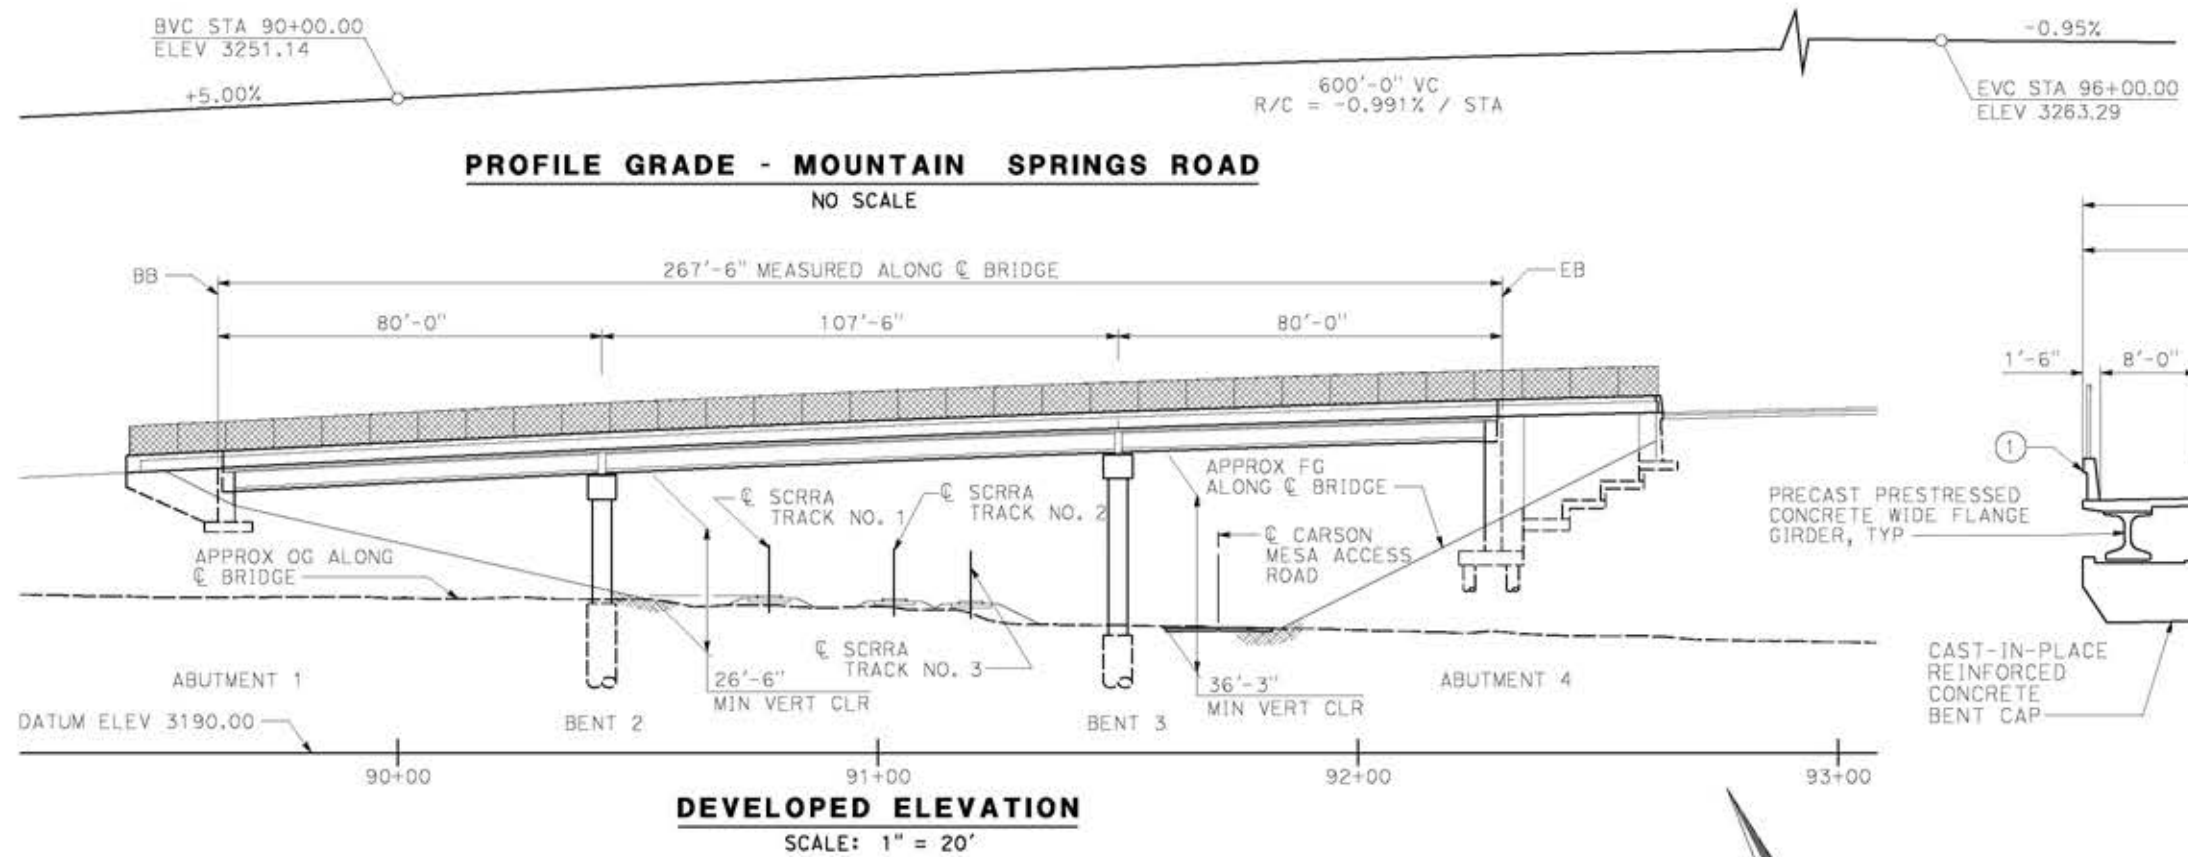 BVC STA 90+00.00
ELEV 3251.14
+5.00%
600'-0" VC
R/C = -0.991% / STA
-0.95%
EVC STA 96+00.00
ELEV 3263.29
PROFILE GRADE - MOUNTAIN SPRINGS ROAD
NO SCALE
BB
267'-6" MEASURED ALONG ℄ BRIDGE
EB
80'-0"
107'-6"
80'-0"
1'-6"
8'-0"
1
℄ SCRRA
TRACK NO. 1
℄ SCRRA
TRACK NO. 2
APPROX FG
ALONG ℄ BRIDGE
℄ CARSON
MESA ACCESS
ROAD
PRECAST PRESTRESSED
CONCRETE WIDE FLANGE
GIRDER, TYP
APPROX OG ALONG
℄ BRIDGE
℄ SCRRA
TRACK NO. 3
CAST-IN-PLACE
REINFORCED
CONCRETE
BENT CAP
ABUTMENT 1
26'-6"
MIN VERT CLR
36'-3"
MIN VERT CLR
ABUTMENT 4
DATUM ELEV 3190.00
BENT 2
BENT 3
90+00
91+00
92+00
93+00
DEVELOPED ELEVATION
SCALE: 1" = 20'